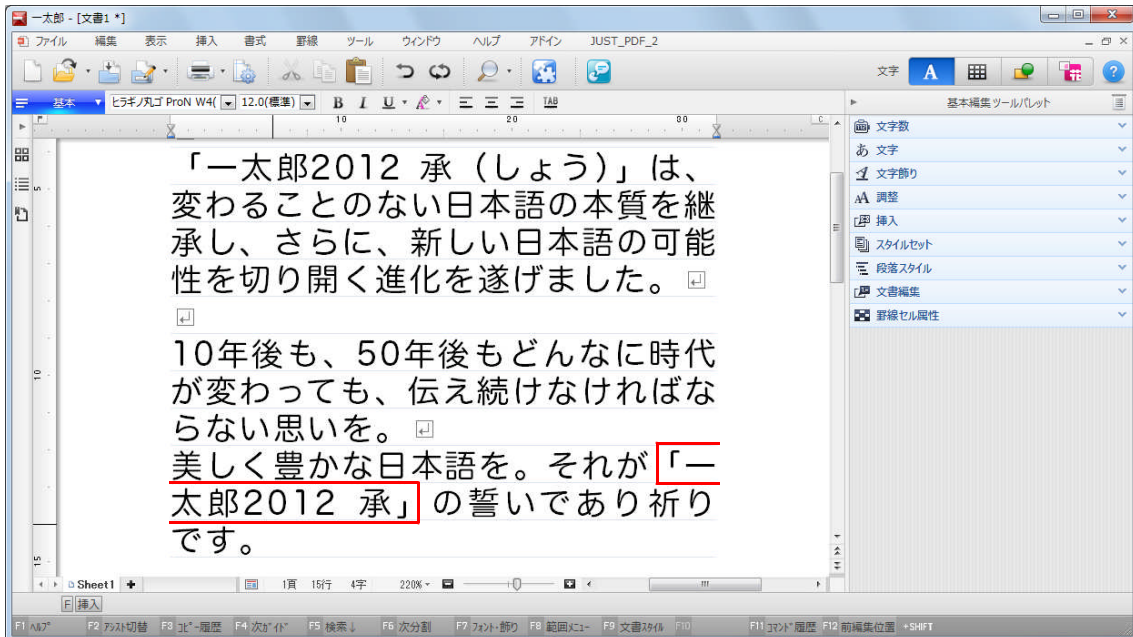 一太郎 - [文書1 *]
ファイル 編集 表示 挿入 書式 罫線 ツール ウィンドウ ヘルプ アドイン JUST_PDF_2
文字 A ?
基本 ヒラギノ丸ゴ ProN W4( 12.0(標準) B I U TAB
基本編集ツールパレット
10 20 30
文字数
あ 文字
文字飾り
調整
挿入
スタイルセット
段落スタイル
文書編集
罫線セル属性
5
10
15
「一太郎2012 承（しょう）」は、
変わることのない日本語の本質を継
承し、さらに、新しい日本語の可能
性を切り開く進化を遂げました。
10年後も、50年後もどんなに時代
が変わっても、伝え続けなければな
らない思いを。
美しく豊かな日本語を。それが「一
太郎2012 承」の誓いであり祈り
です。
Sheet1 1頁 15行 4字 220%
F 挿入
F1 ヘルプ F2 アシスト切替 F3 コピー履歴 F4 次ガイド F5 検索↓ F6 次分割 F7 フォント・飾り F8 範囲メニュー F9 文書スタイル F10 F11 コマンド履歴 F12 前編集位置 +SHIFT